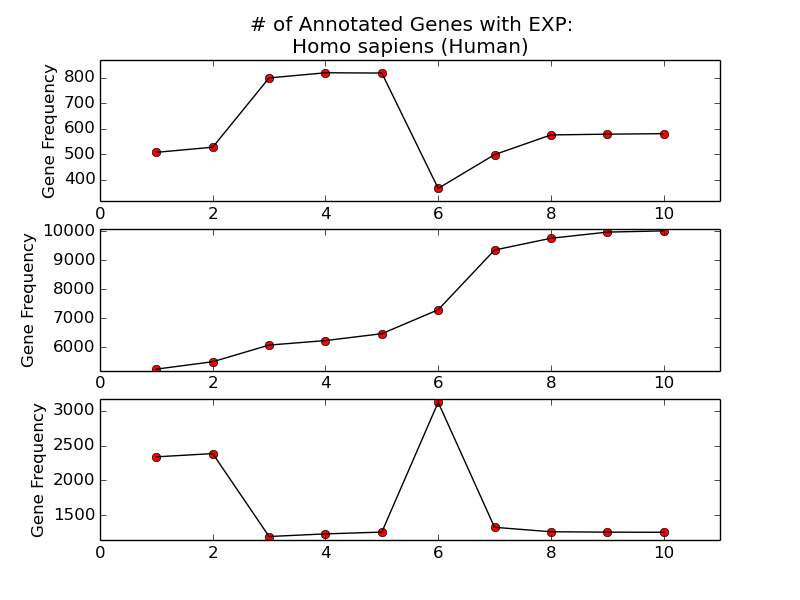 # of Annotated Genes with EXP:
Homo sapiens (Human)
Gene Frequency
800
700
600
500
400
0 2 4 6 8 10
Gene Frequency
10000
9000
8000
7000
6000
0 2 4 6 8 10
Gene Frequency
3000
2500
2000
1500
0 2 4 6 8 10